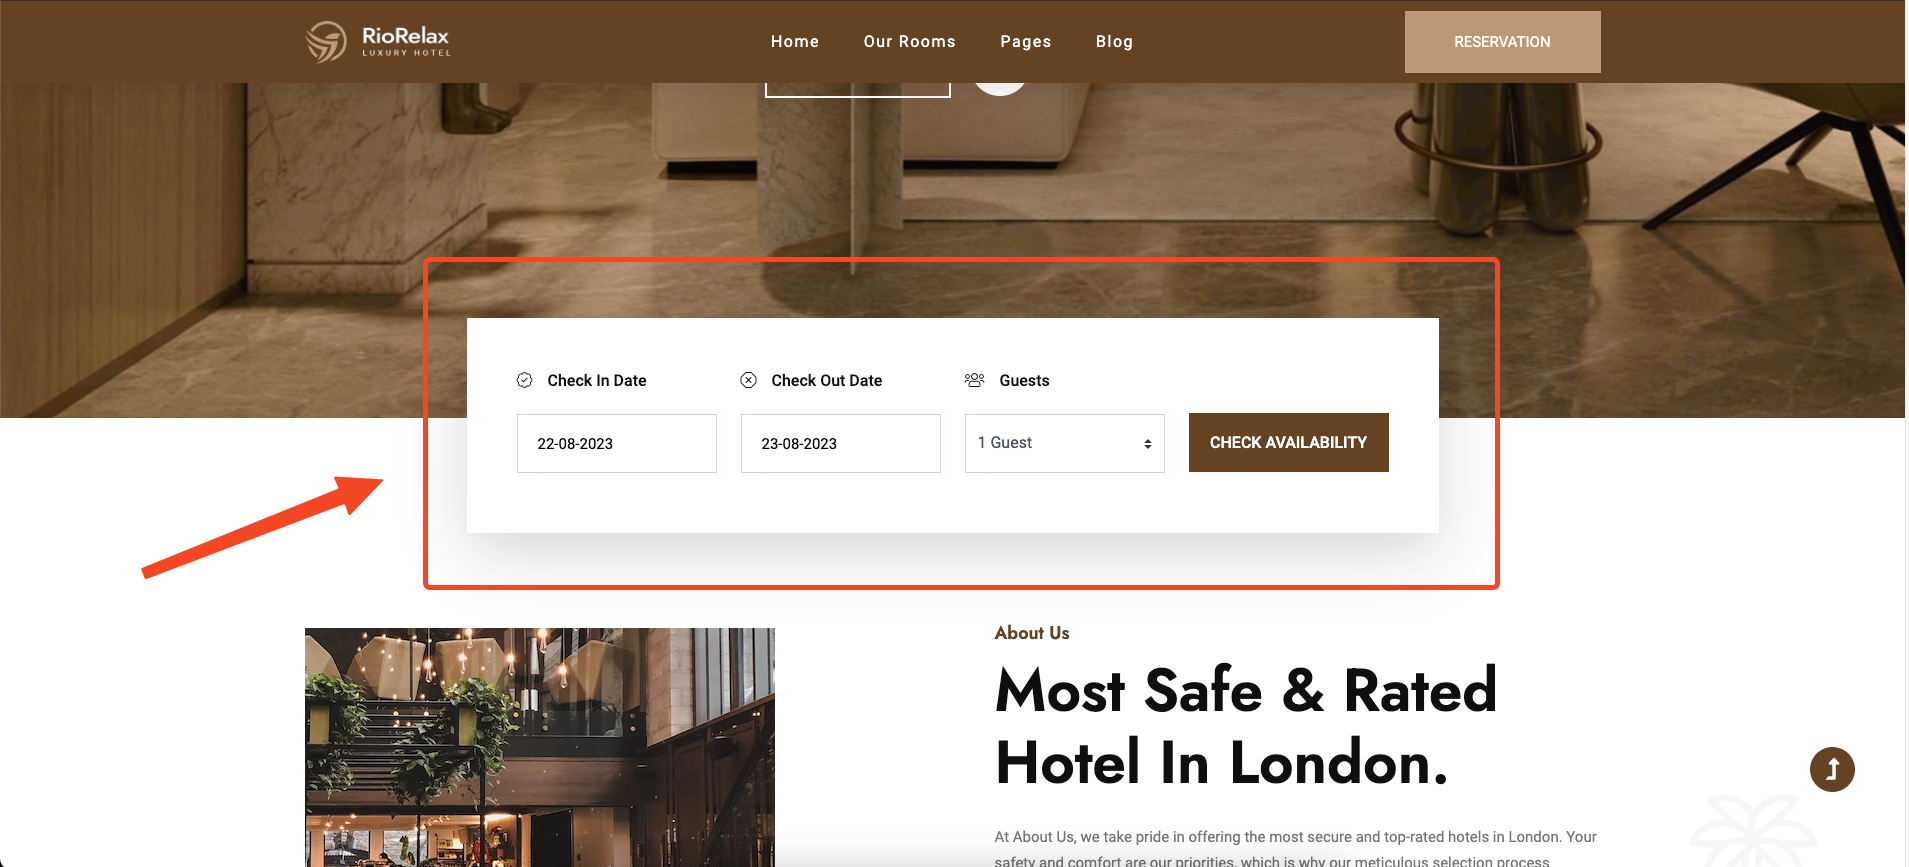 RioRelax
LUXURY HOTEL
Home
Our Rooms
Pages
Blog
RESERVATION
Check In Date
Check Out Date
Guests
22-08-2023
23-08-2023
1 Guest
CHECK AVAILABILITY
About Us
Most Safe & Rated
Hotel In London.
At About Us, we take pride in offering the most secure and top-rated hotels in London. Your
safety and comfort are our priorities, which is why our meticulous selection process